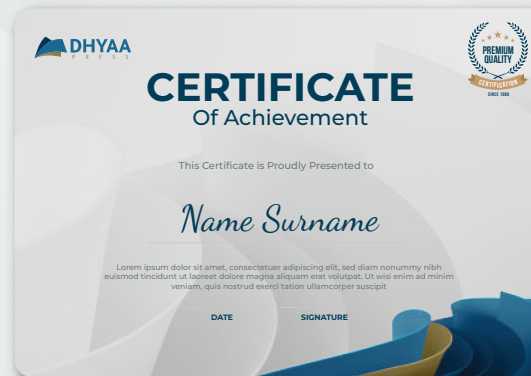 DHYAA
PRESS
PREMIUM
QUALITY
CERTIFICATION
SINCE 1980
CERTIFICATE
Of Achievement
This Certificate is Proudly Presented to
Name Surname
Lorem ipsum dolor sit amet, consectetuer adipiscing elit, sed diam nonummy nibh
euismod tincidunt ut laoreet dolore magna aliquam erat volutpat. Ut wisi enim ad minim
veniam, quis nostrud exerci tation ullamcorper suscipit
DATE SIGNATURE